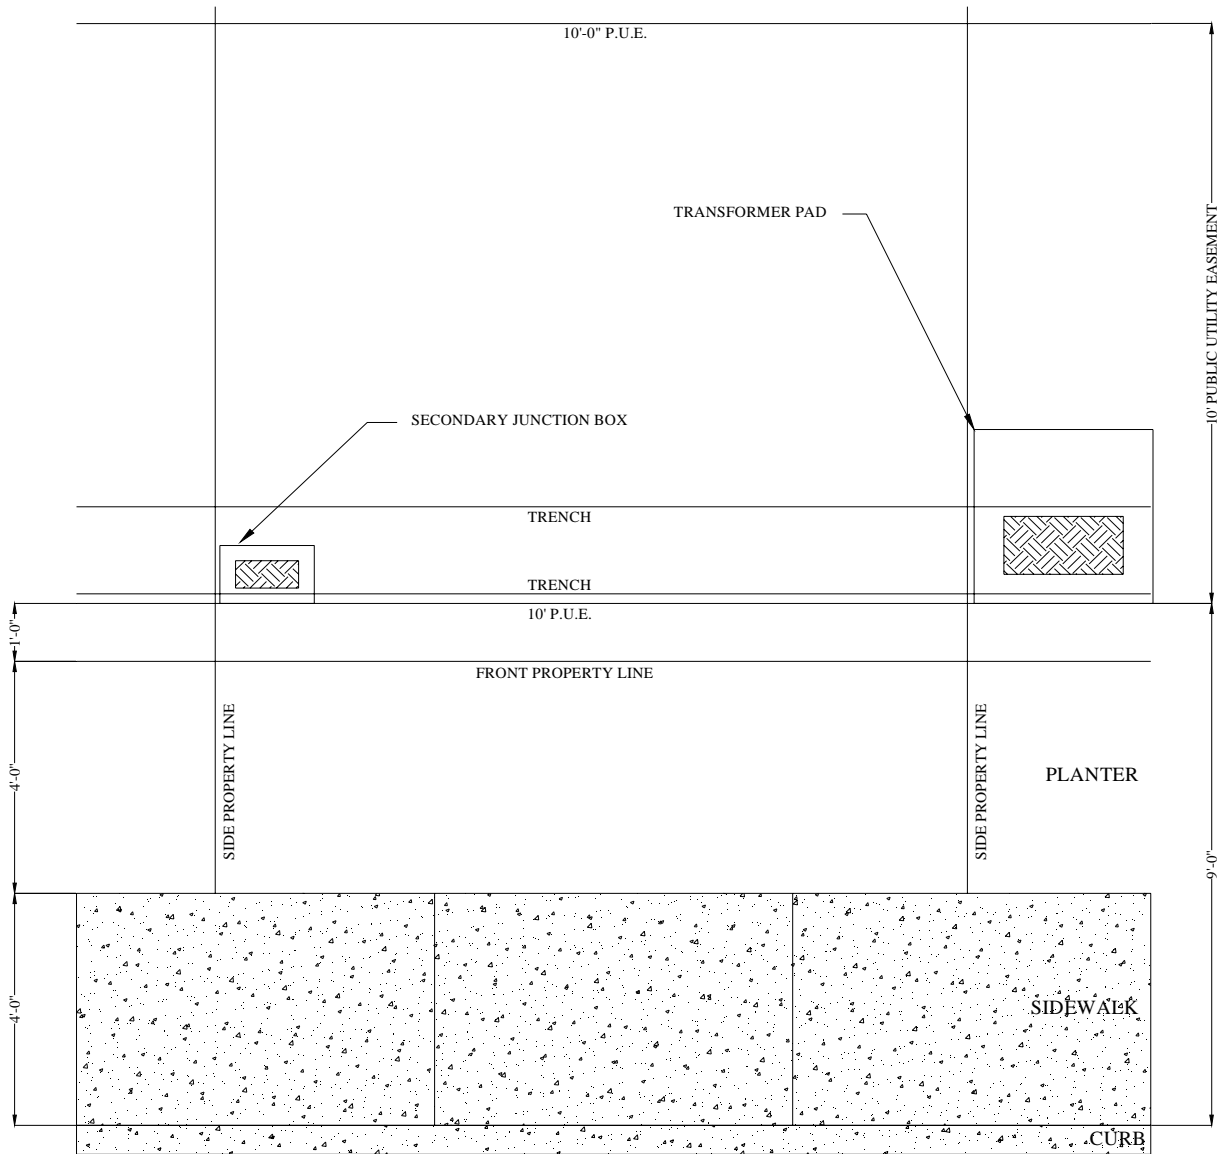 10'-0" P.U.E.
TRANSFORMER PAD
10' PUBLIC UTILITY EASEMENT
SECONDARY JUNCTION BOX
TRENCH
TRENCH
10' P.U.E.
1'-0"
FRONT PROPERTY LINE
SIDE PROPERTY LINE
SIDE PROPERTY LINE
4'-0"
PLANTER
9'-0"
4'-0"
SIDEWALK
CURB